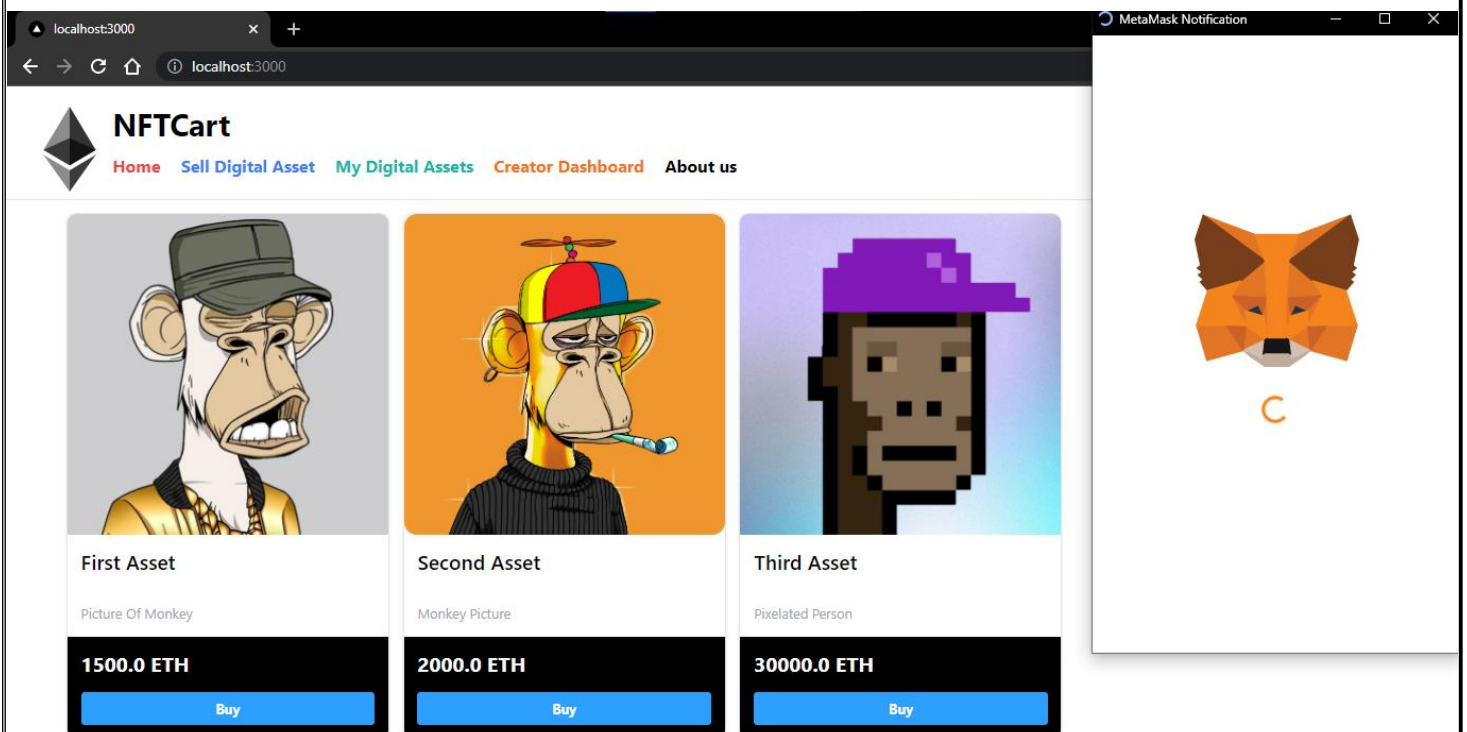 localhost:3000
MetaMask Notification
localhost:3000
NFTCart
Home Sell Digital Asset My Digital Assets Creator Dashboard About us
First Asset
Picture Of Monkey
1500.0 ETH
Buy
Second Asset
Monkey Picture
2000.0 ETH
Buy
Third Asset
Pixelated Person
30000.0 ETH
Buy